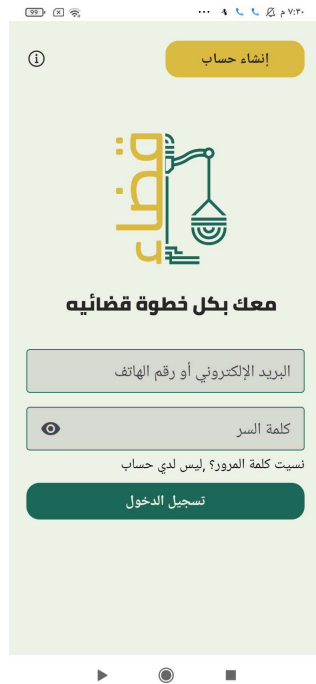 ٧:٣٠ م
99
إنشاء حساب
قضاء
معك بكل خطوة قضائيه
البريد الإلكتروني أو رقم الهاتف
كلمة السر
نسيت كلمة المرور؟ ,ليس لدي حساب
تسجيل الدخول